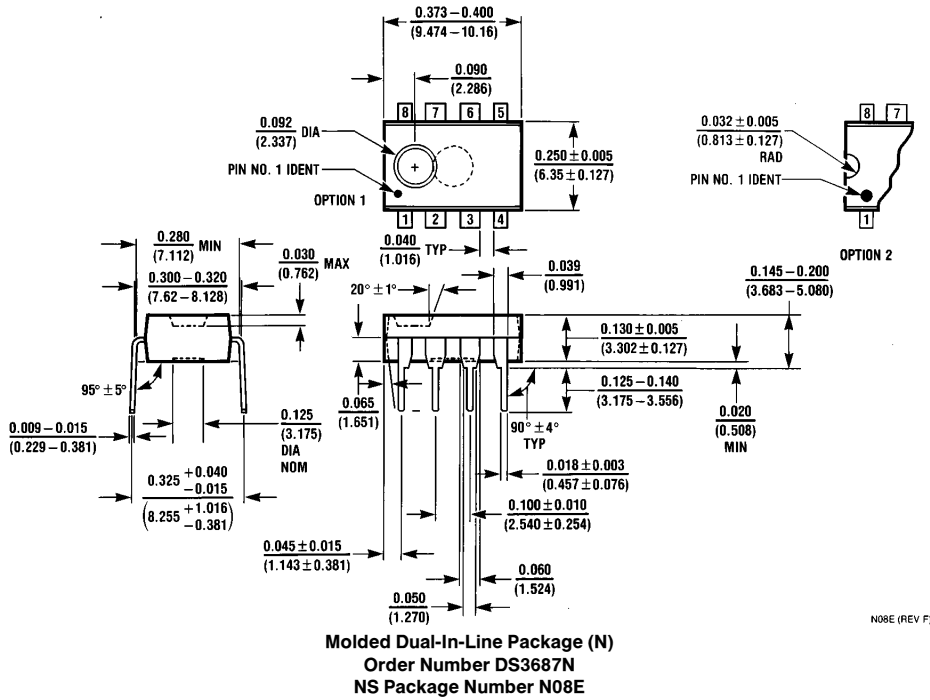 0.373–0.400
(9.474–10.16)
0.090
(2.286)
8 7 6 5
0.092 DIA
(2.337)
PIN NO. 1 IDENT
OPTION 1
1 2 3 4
0.250 ± 0.005
(6.35 ± 0.127)
8 7
0.032 ± 0.005
(0.813 ± 0.127)
RAD
PIN NO. 1 IDENT
1
OPTION 2
0.280 MIN
(7.112)
0.300 – 0.320
(7.62 – 8.128)
0.030 MAX
(0.762)
95° ± 5°
0.009 – 0.015
(0.229 – 0.381)
0.125
(3.175)
DIA
NOM
0.325 +0.040
−0.015
(8.255 +1.016
−0.381)
0.040 TYP
(1.016)
0.039
(0.991)
20° ± 1°
0.145 – 0.200
(3.683 – 5.080)
0.130 ± 0.005
(3.302 ± 0.127)
0.125 – 0.140
(3.175 – 3.556)
0.020
(0.508)
MIN
0.065
(1.651)
90° ± 4°
TYP
0.018 ± 0.003
(0.457 ± 0.076)
0.100 ± 0.010
(2.540 ± 0.254)
0.045 ± 0.015
(1.143 ± 0.381)
0.060
(1.524)
0.050
(1.270)
N08E (REV F)
Molded Dual-In-Line Package (N)
Order Number DS3687N
NS Package Number N08E